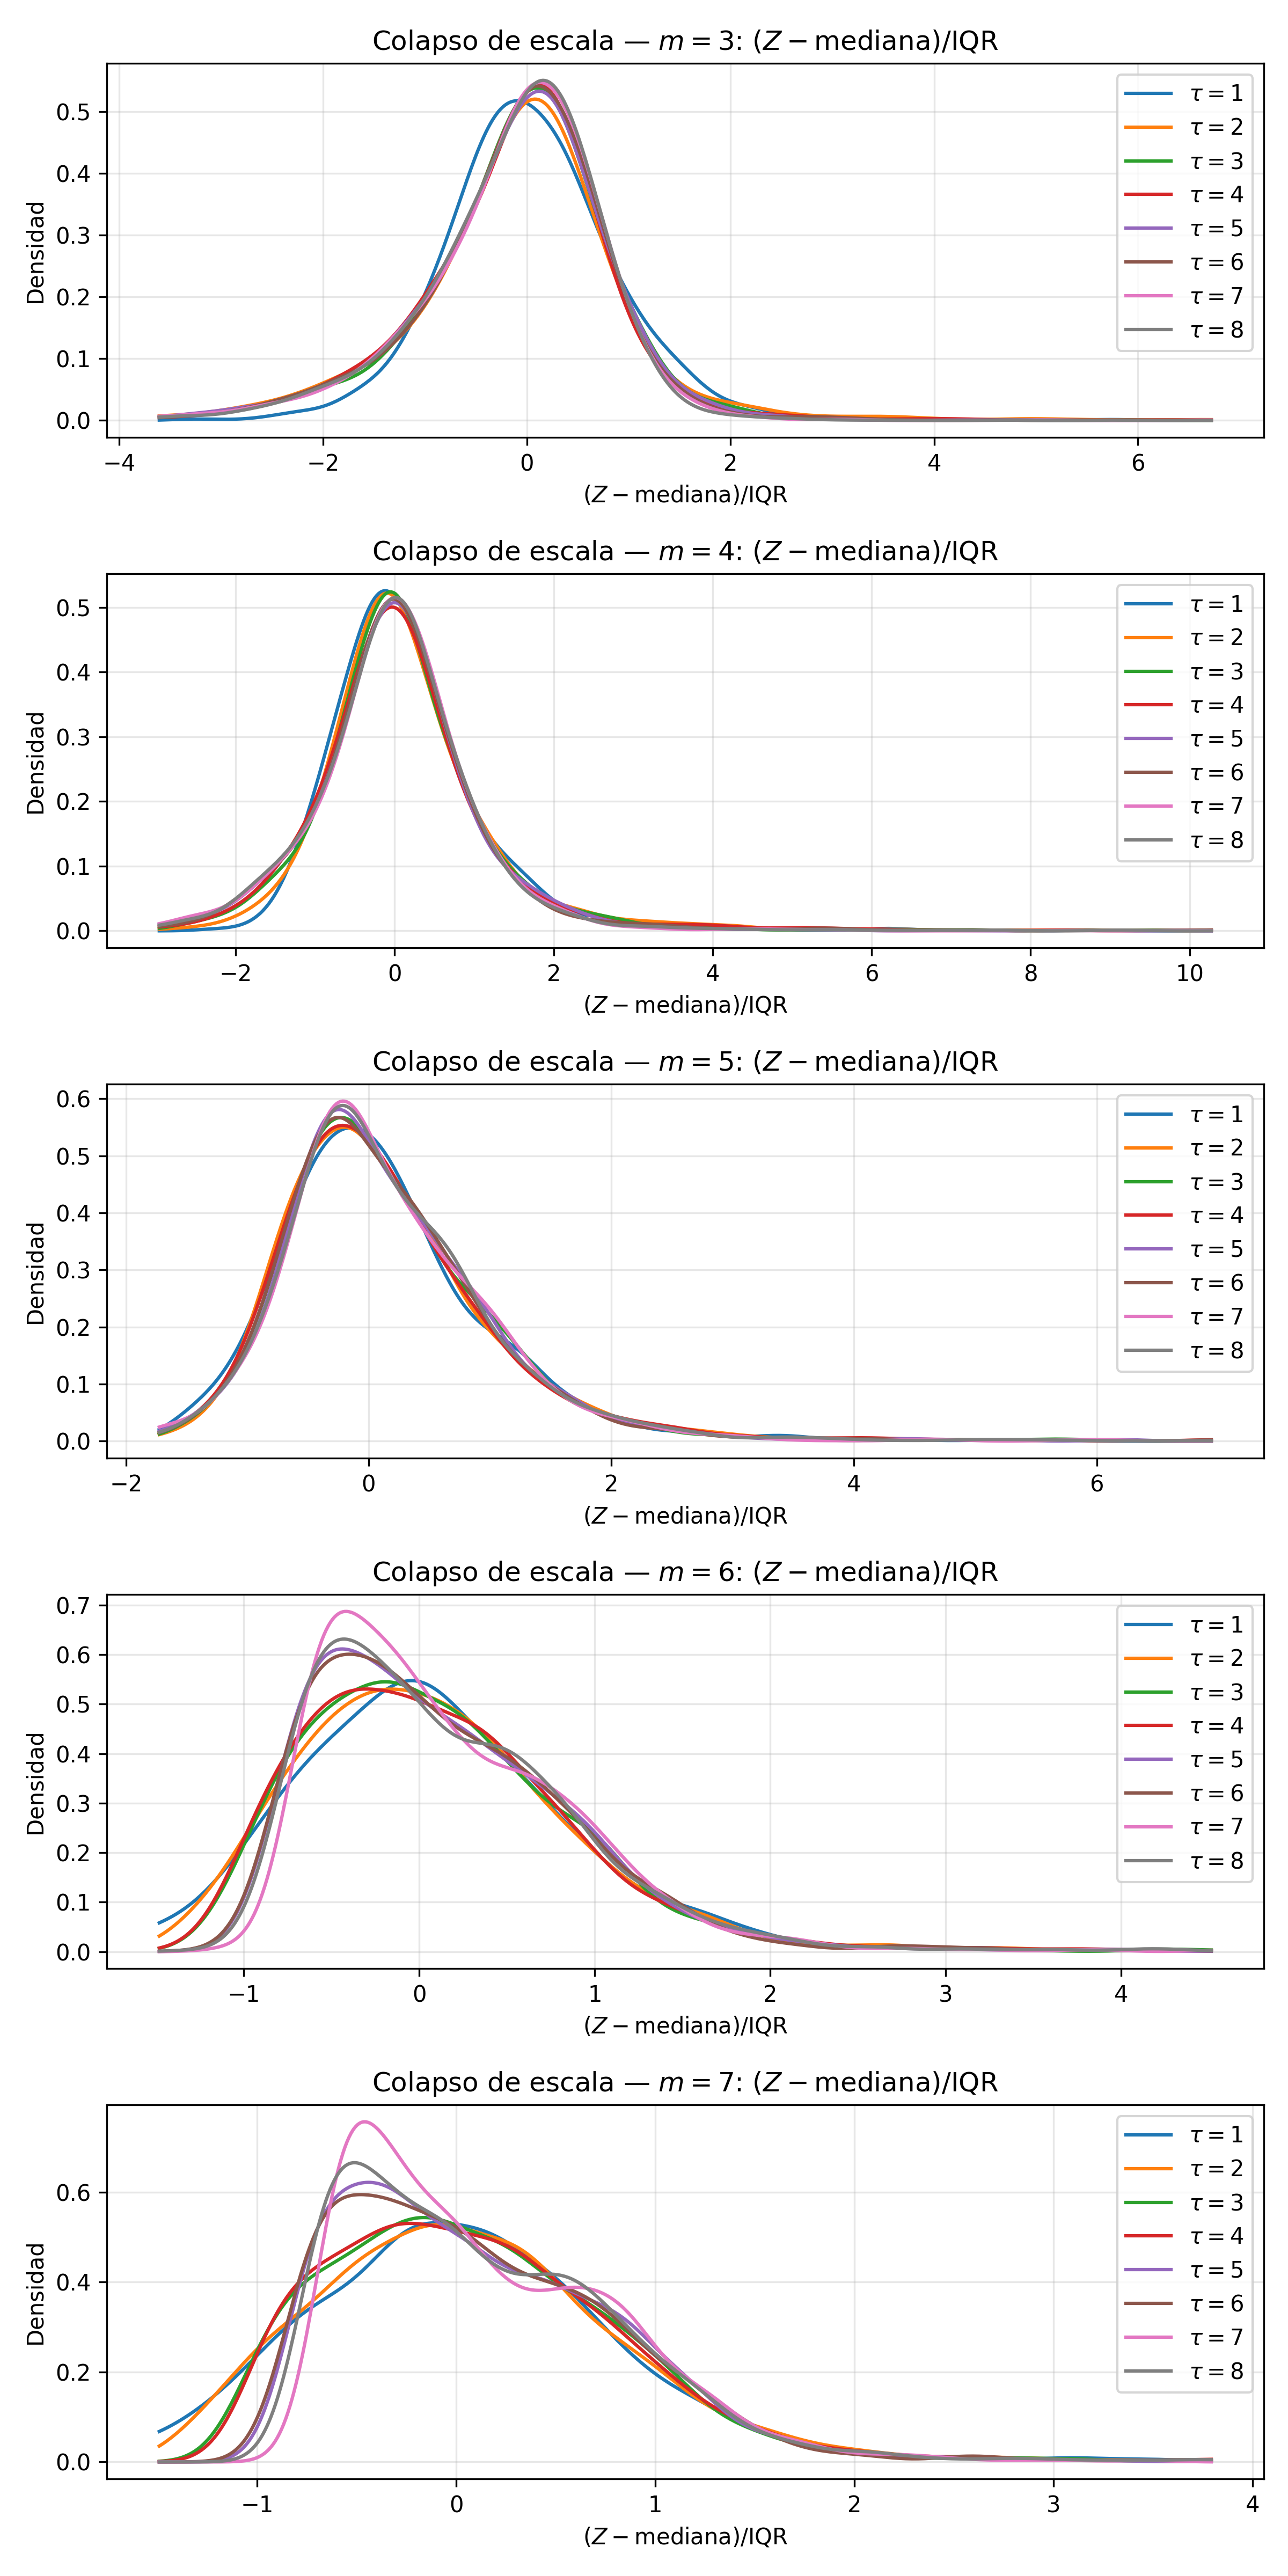 Colapso de escala — m = 3: (Z − mediana)/IQR
Densidad
0.5
0.4
0.3
0.2
0.1
0.0
τ = 1
τ = 2
τ = 3
τ = 4
τ = 5
τ = 6
τ = 7
τ = 8
−4 −2 0 2 4 6
(Z − mediana)/IQR
Colapso de escala — m = 4: (Z − mediana)/IQR
Densidad
0.5
0.4
0.3
0.2
0.1
0.0
τ = 1
τ = 2
τ = 3
τ = 4
τ = 5
τ = 6
τ = 7
τ = 8
−2 0 2 4 6 8 10
(Z − mediana)/IQR
Colapso de escala — m = 5: (Z − mediana)/IQR
Densidad
0.6
0.5
0.4
0.3
0.2
0.1
0.0
τ = 1
τ = 2
τ = 3
τ = 4
τ = 5
τ = 6
τ = 7
τ = 8
−2 0 2 4 6
(Z − mediana)/IQR
Colapso de escala — m = 6: (Z − mediana)/IQR
Densidad
0.7
0.6
0.5
0.4
0.3
0.2
0.1
0.0
τ = 1
τ = 2
τ = 3
τ = 4
τ = 5
τ = 6
τ = 7
τ = 8
−1 0 1 2 3 4
(Z − mediana)/IQR
Colapso de escala — m = 7: (Z − mediana)/IQR
Densidad
0.6
0.4
0.2
0.0
τ = 1
τ = 2
τ = 3
τ = 4
τ = 5
τ = 6
τ = 7
τ = 8
−1 0 1 2 3 4
(Z − mediana)/IQR